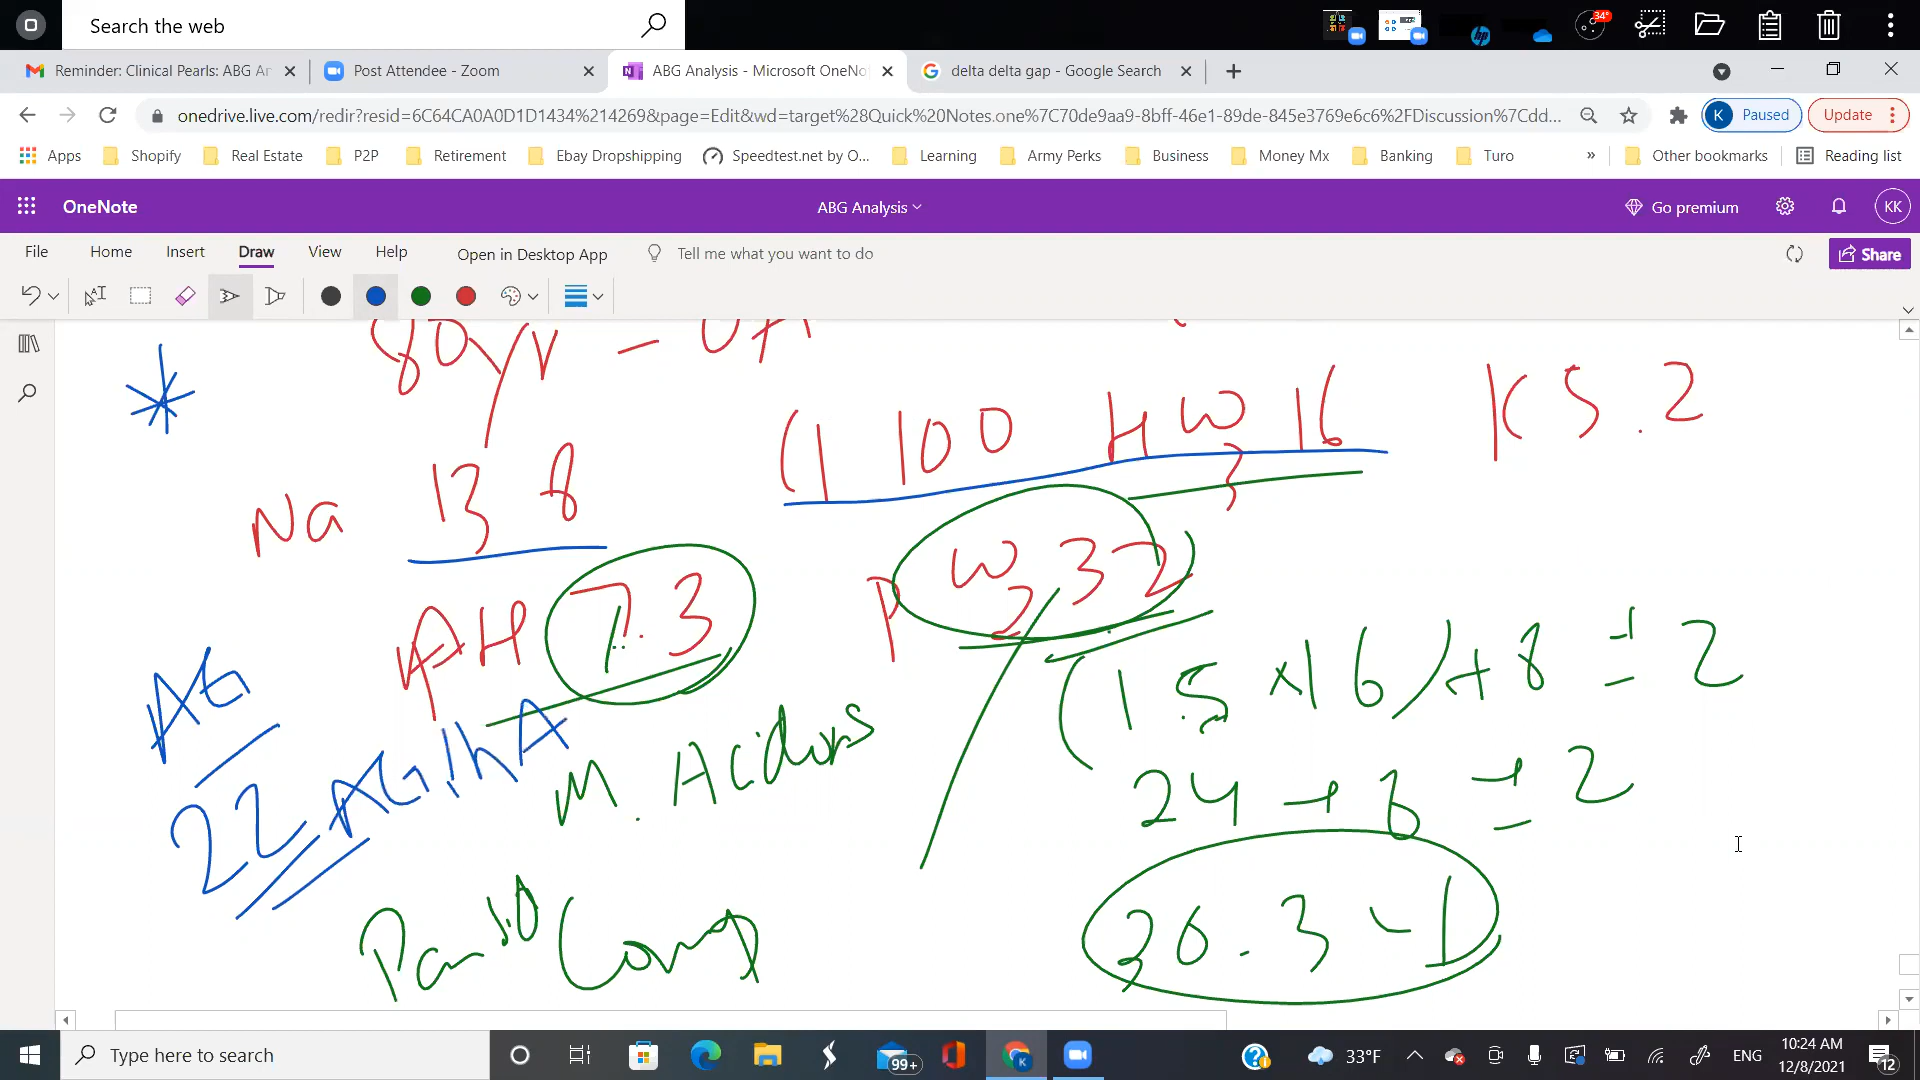 Search the web
34°
Reminder: Clinical Pearls: ABG An
Post Attendee - Zoom
ABG Analysis - Microsoft OneNo
delta delta gap - Google Search
onedrive.live.com/redir?resid=6C64CA0A0D1D1434%214269&page=Edit&wd=target%28Quick%20Notes.one%7C70de9aa9-8bff-46e1-89de-845e3769e6c6%2FDiscussion%7Cdd...
K Paused
Update
Apps Shopify Real Estate P2P Retirement Ebay Dropshipping Speedtest.net by O... Learning Army Perks Business Money Mx Banking Turo » Other bookmarks Reading list
OneNote
ABG Analysis
Go premium
KK
File Home Insert Draw View Help Open in Desktop App Tell me what you want to do
Share
80yr -
Na 138 Cl 100 HCO3 16 K 5.2
PH 7.3 PCO2 32
AG
22 AG
(1.5 x 16) + 8 ± 2
M. Acidosis
24 + 8 ± 2
Comp
Type here to search
99+
33°F
ENG
10:24 AM
12/8/2021
12